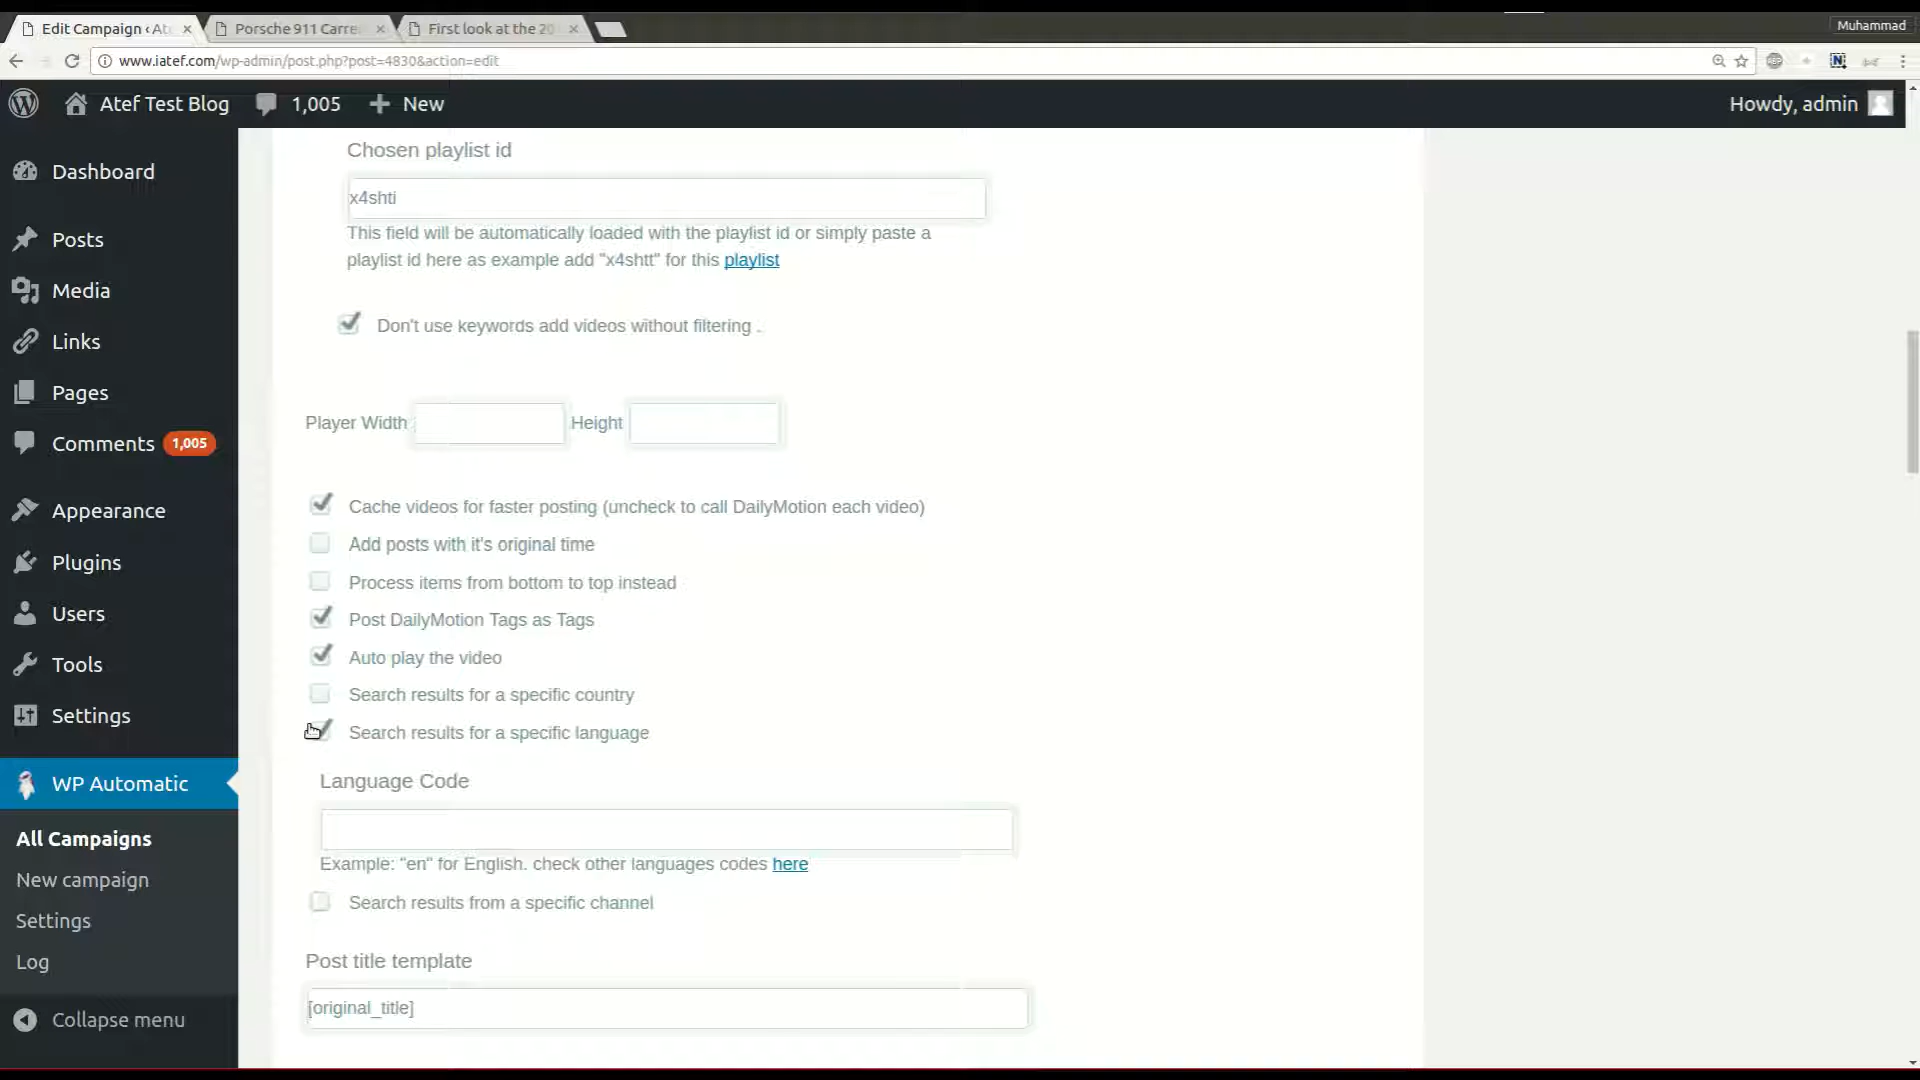 Edit Campaign ‹ At
Porsche 911 Carre
First look at the 20
Muhammad
www.iatef.com/wp-admin/post.php?post=4830&action=edit
Atef Test Blog
1,005
New
Howdy, admin
Dashboard
Posts
Media
Links
Pages
Comments 1,005
Appearance
Plugins
Users
Tools
Settings
WP Automatic
All Campaigns
New campaign
Settings
Log
Collapse menu
Chosen playlist id
x4shti
This field will be automatically loaded with the playlist id or simply paste a
playlist id here as example add "x4shtt" for this playlist
Don't use keywords add videos without filtering .
Player Width Height
Cache videos for faster posting (uncheck to call DailyMotion each video)
Add posts with it's original time
Process items from bottom to top instead
Post DailyMotion Tags as Tags
Auto play the video
Search results for a specific country
Search results for a specific language
Language Code
Example: "en" for English. check other languages codes here
Search results from a specific channel
Post title template
[original_title]